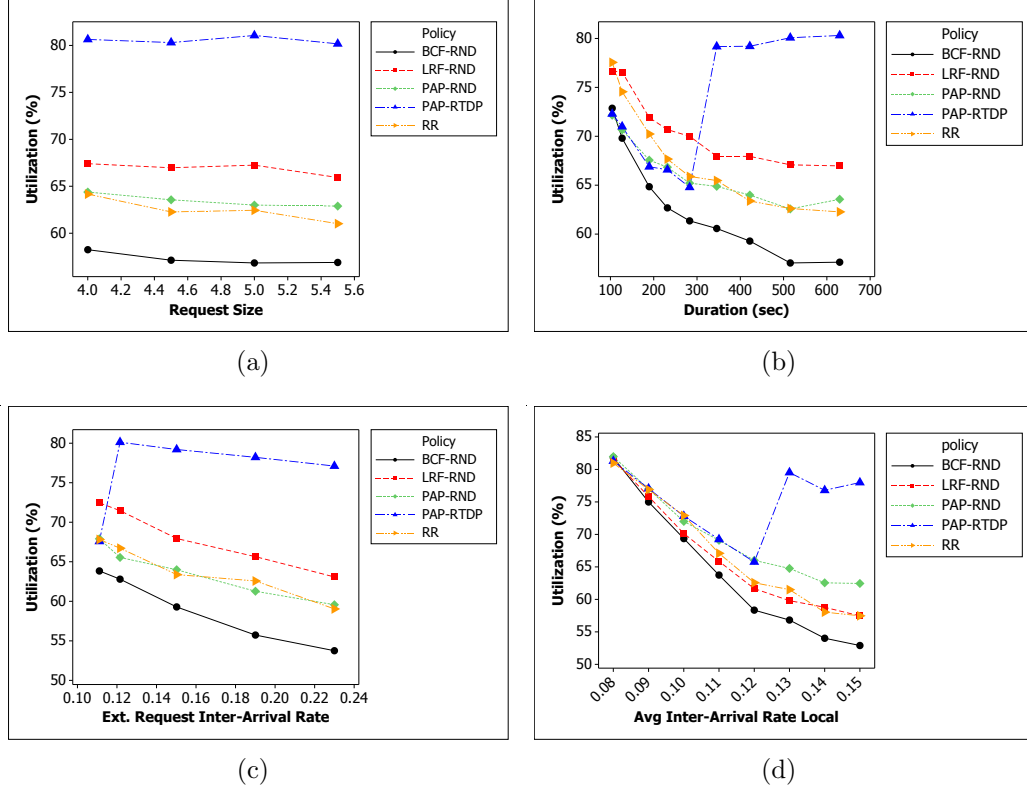 80
75
70
65
60
Utilization (%)
4.0 4.2 4.4 4.6 4.8 5.0 5.2 5.4 5.6
Request Size
Policy
BCF-RND
LRF-RND
PAP-RND
PAP-RTDP
RR
(a)
80
75
70
65
60
Utilization (%)
100 200 300 400 500 600 700
Duration (sec)
Policy
BCF-RND
LRF-RND
PAP-RND
PAP-RTDP
RR
(b)
80
75
70
65
60
55
50
Utilization (%)
0.10 0.12 0.14 0.16 0.18 0.20 0.22 0.24
Ext. Request Inter-Arrival Rate
Policy
BCF-RND
LRF-RND
PAP-RND
PAP-RTDP
RR
(c)
85
80
75
70
65
60
55
50
Utilization (%)
0.08 0.09 0.10 0.11 0.12 0.13 0.14 0.15
Avg Inter-Arrival Rate Local
policy
BCF-RND
LRF-RND
PAP-RND
PAP-RTDP
RR
(d)